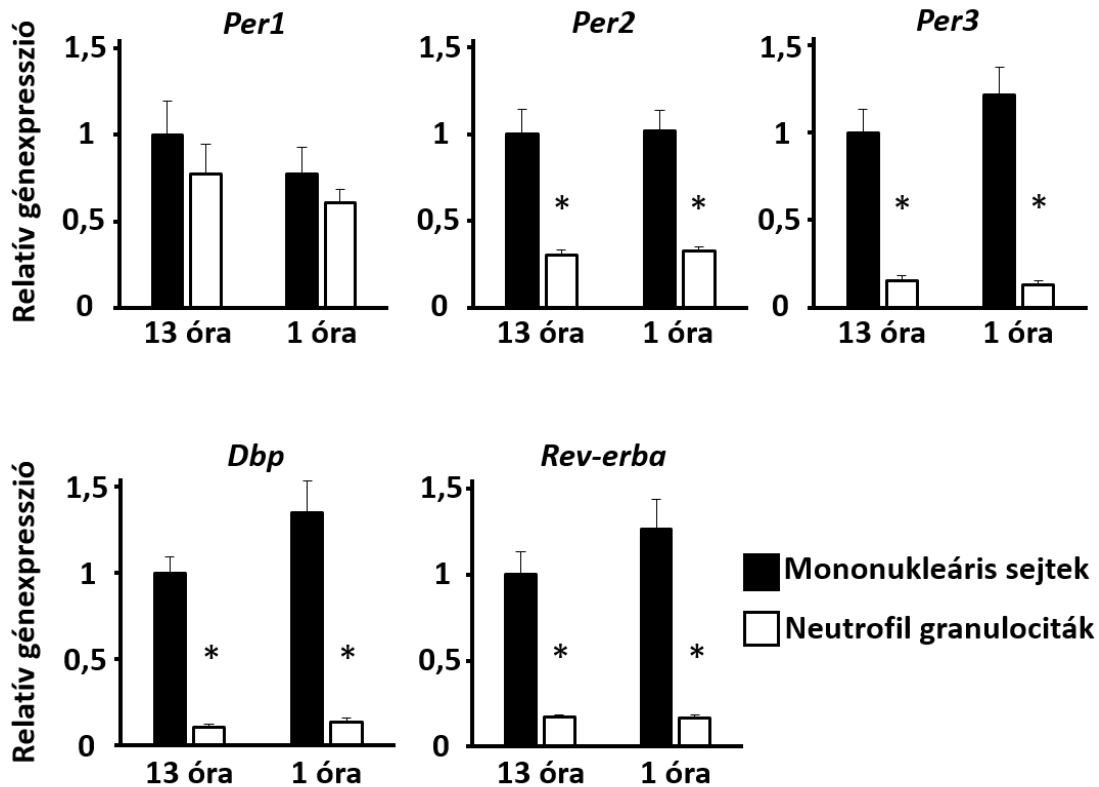 Per1
Per2
Per3
Relatív génexpresszió
1,5
1
0,5
0
13 óra
1 óra
*
*
1,5
1
0,5
0
13 óra
1 óra
*
*
1,5
1
0,5
0
13 óra
1 óra
Dbp
Rev-erba
Relatív génexpresszió
*
*
1,5
1
0,5
0
13 óra
1 óra
*
*
1,5
1
0,5
0
13 óra
1 óra
Mononukleáris sejtek
Neutrofil granulociták